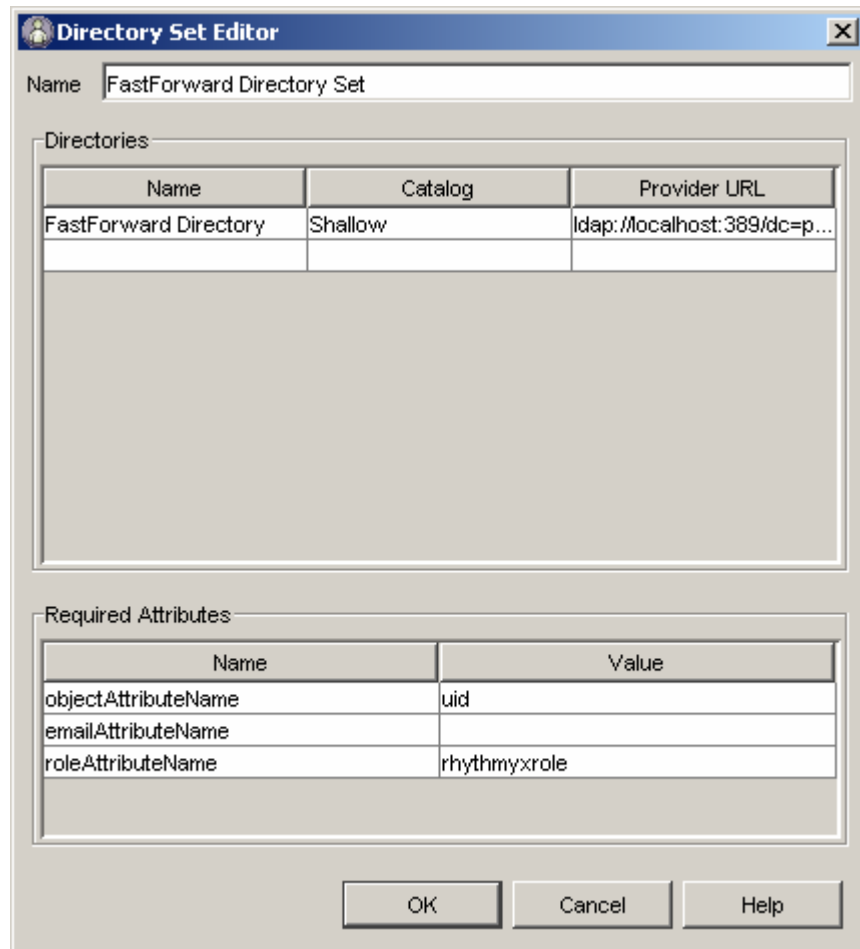 Directory Set Editor
Name FastForward Directory Set
Directories
Name Catalog Provider URL
FastForward Directory Shallow ldap://localhost:389/dc=p...
Required Attributes
Name Value
objectAttributeName uid
emailAttributeName
roleAttributeName rhythmyxrole
OK Cancel Help